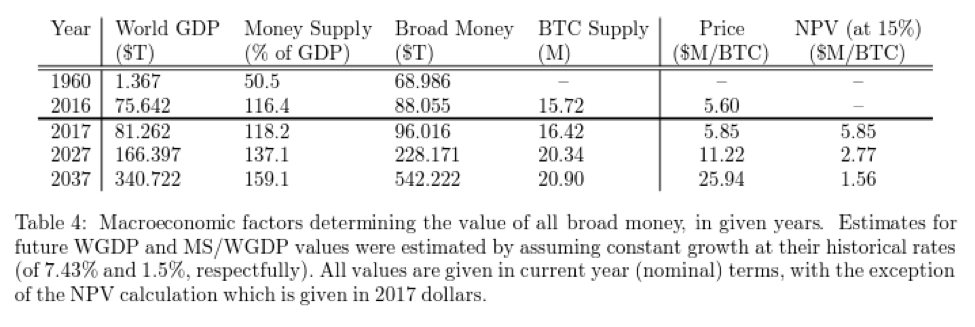 Year World GDP Money Supply Broad Money BTC Supply Price NPV (at 15%)
($T) (% of GDP) ($T) (M) ($M/BTC) ($M/BTC)
1960 1.367 50.5 68.986 – – –
2016 75.642 116.4 88.055 15.72 5.60 –
2017 81.262 118.2 96.016 16.42 5.85 5.85
2027 166.397 137.1 228.171 20.34 11.22 2.77
2037 340.722 159.1 542.222 20.90 25.94 1.56
Table 4: Macroeconomic factors determining the value of all broad money, in given years. Estimates for
future WGDP and MS/WGDP values were estimated by assuming constant growth at their historical rates
(of 7.43% and 1.5%, respectfully). All values are given in current year (nominal) terms, with the exception
of the NPV calculation which is given in 2017 dollars.